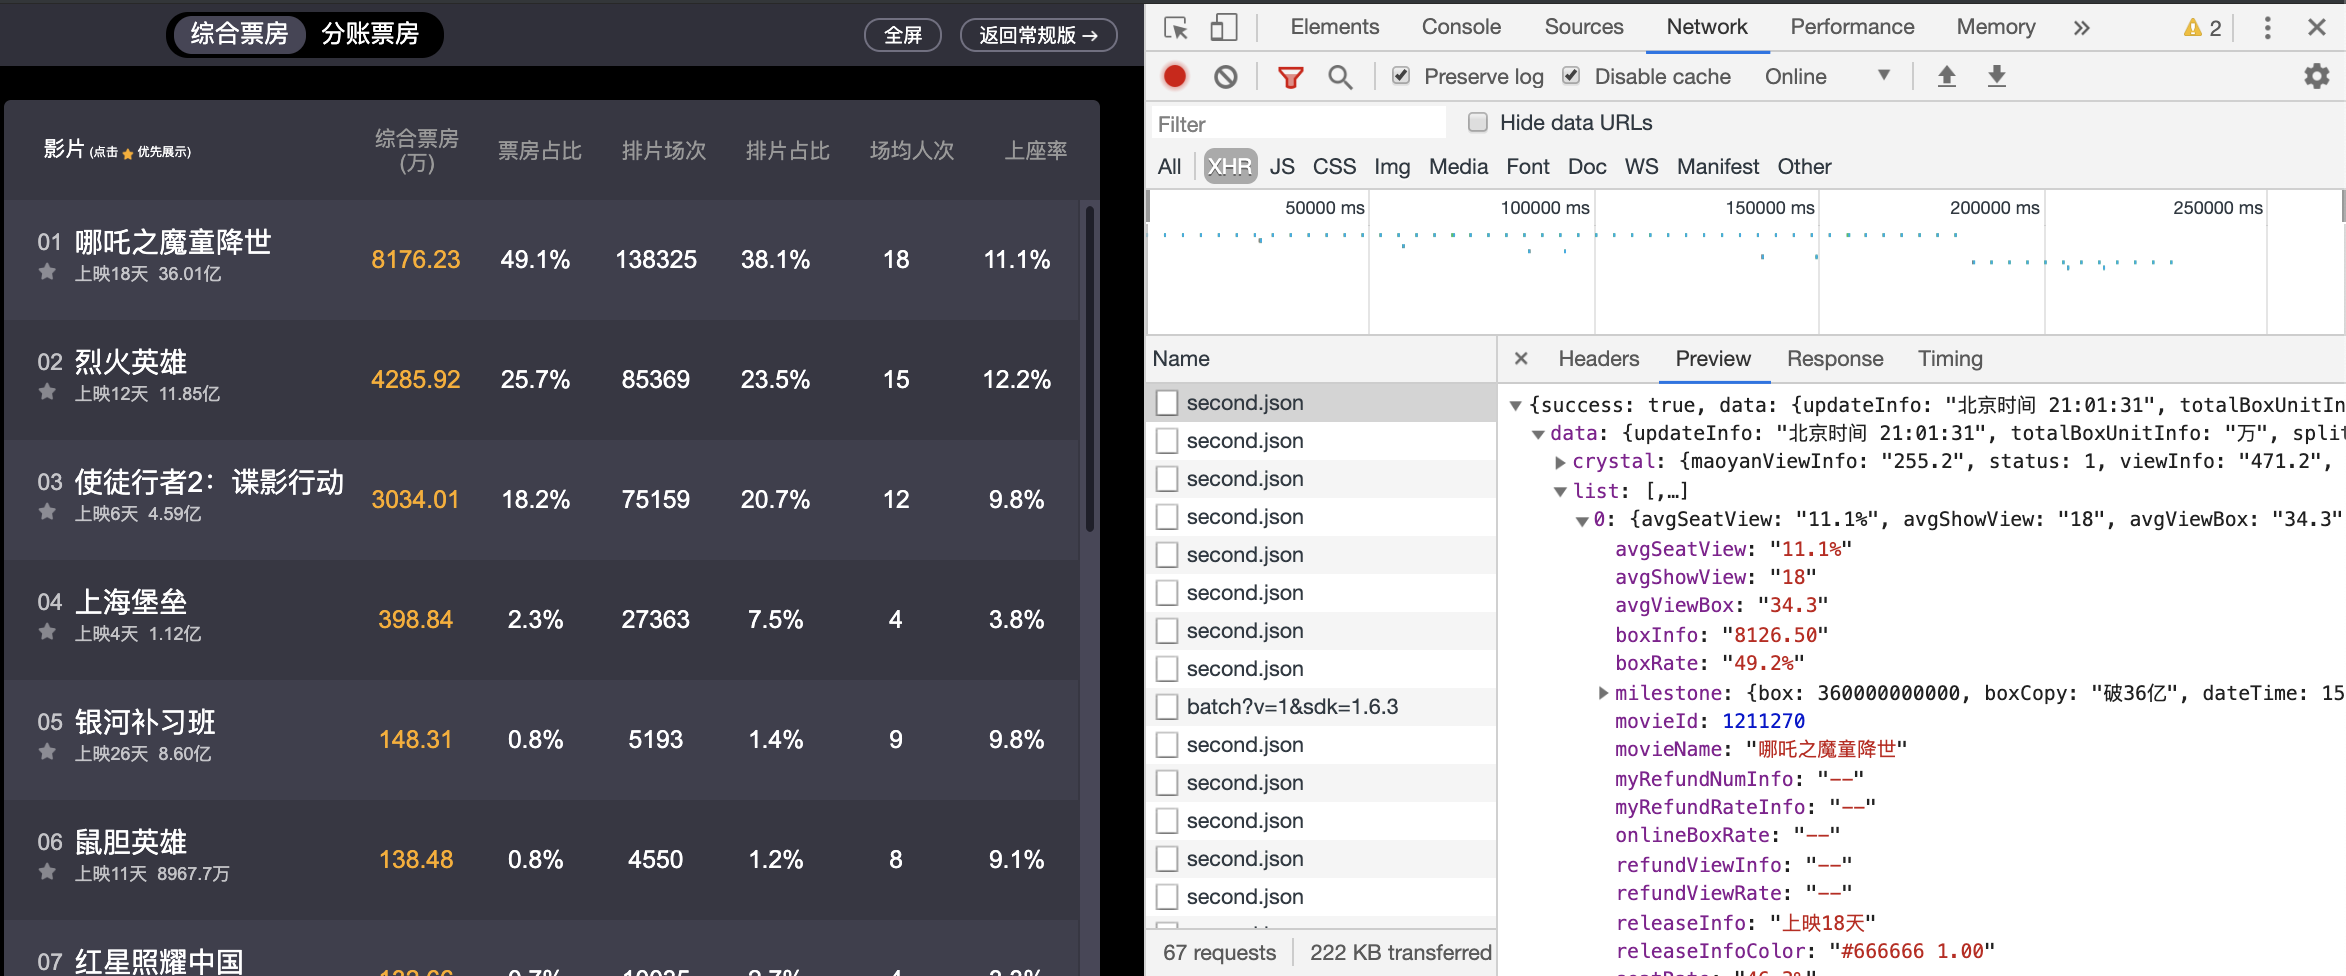 综合票房 分账票房 全屏 返回常规版→
影片 (点击 优先展示) 综合票房 (万) 票房占比 排片场次 排片占比 场均人次 上座率
01 哪吒之魔童降世 8176.23 49.1% 138325 38.1% 18 11.1%
上映18天 36.01亿
02 烈火英雄 4285.92 25.7% 85369 23.5% 15 12.2%
上映12天 11.85亿
03 使徒行者2：谍影行动 3034.01 18.2% 75159 20.7% 12 9.8%
上映6天 4.59亿
04 上海堡垒 398.84 2.3% 27363 7.5% 4 3.8%
上映4天 1.12亿
05 银河补习班 148.31 0.8% 5193 1.4% 9 9.8%
上映26天 8.60亿
06 鼠胆英雄 138.48 0.8% 4550 1.2% 8 9.1%
上映11天 8967.7万
07 红星照耀中国
Elements Console Sources Network Performance Memory 2
Preserve log Disable cache Online
Filter Hide data URLs
All XHR JS CSS Img Media Font Doc WS Manifest Other
50000 ms 100000 ms 150000 ms 200000 ms 250000 ms
Name
second.json
second.json
second.json
second.json
second.json
second.json
second.json
second.json
batch?v=1&sdk=1.6.3
second.json
second.json
second.json
second.json
second.json
67 requests 222 KB transferred
Headers Preview Response Timing
{success: true, data: {updateInfo: "北京时间 21:01:31", totalBoxUnitIn
data: {updateInfo: "北京时间 21:01:31", totalBoxUnitInfo: "万", split
crystal: {maoyanViewInfo: "255.2", status: 1, viewInfo: "471.2",
list: [,…]
0: {avgSeatView: "11.1%", avgShowView: "18", avgViewBox: "34.3"
avgSeatView: "11.1%"
avgShowView: "18"
avgViewBox: "34.3"
boxInfo: "8126.50"
boxRate: "49.2%"
milestone: {box: 360000000000, boxCopy: "破36亿", dateTime: 15
movieId: 1211270
movieName: "哪吒之魔童降世"
myRefundNumInfo: "--"
myRefundRateInfo: "--"
onlineBoxRate: "--"
refundViewInfo: "--"
refundViewRate: "--"
releaseInfo: "上映18天"
releaseInfoColor: "#666666 1.00"